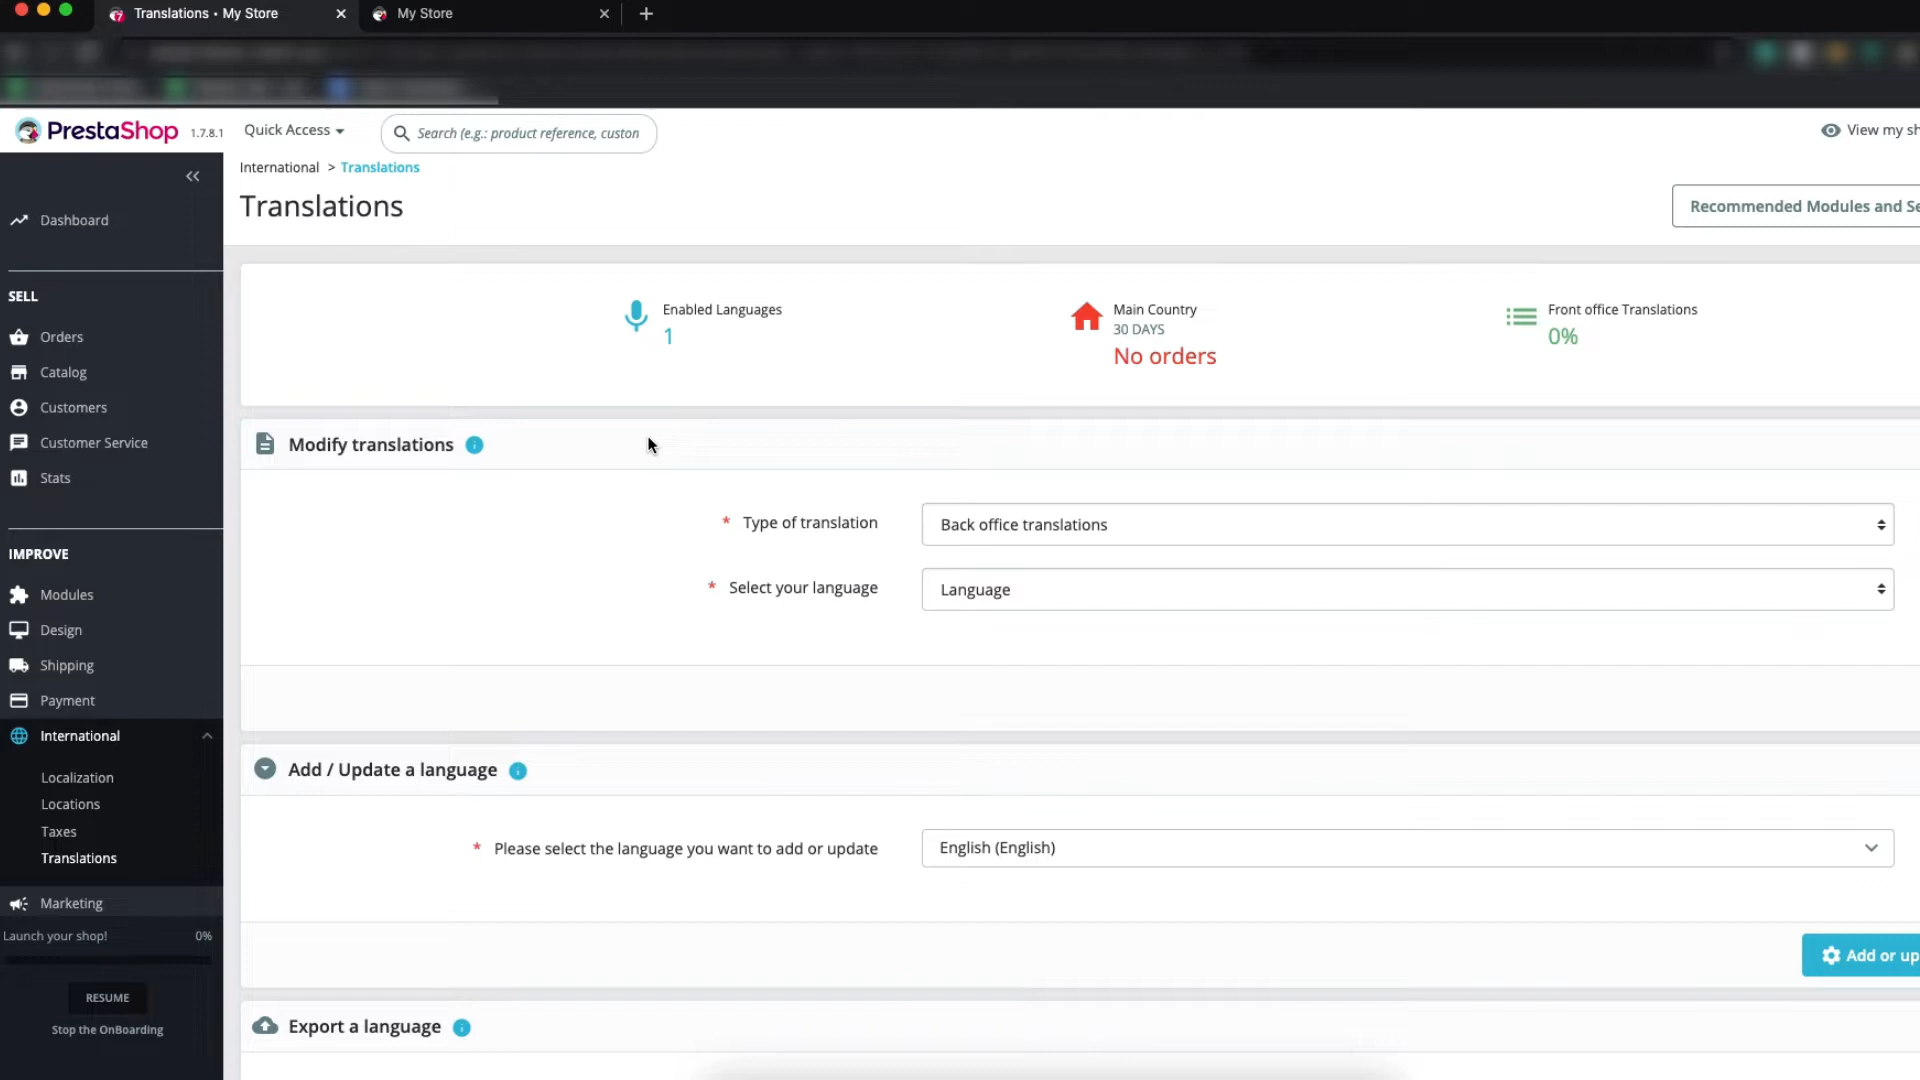 Translations • My Store
My Store
PrestaShop 1.7.8.1
Quick Access
Search (e.g.: product reference, custon
View my sh
International > Translations
Translations
Recommended Modules and Se
Dashboard
SELL
Orders
Catalog
Customers
Customer Service
Stats
IMPROVE
Modules
Design
Shipping
Payment
International
Localization
Locations
Taxes
Translations
Marketing
Launch your shop! 0%
RESUME
Stop the OnBoarding
Enabled Languages
1
Main Country
30 DAYS
No orders
Front office Translations
0%
Modify translations
* Type of translation
Back office translations
* Select your language
Language
Add / Update a language
* Please select the language you want to add or update
English (English)
Add or up
Export a language